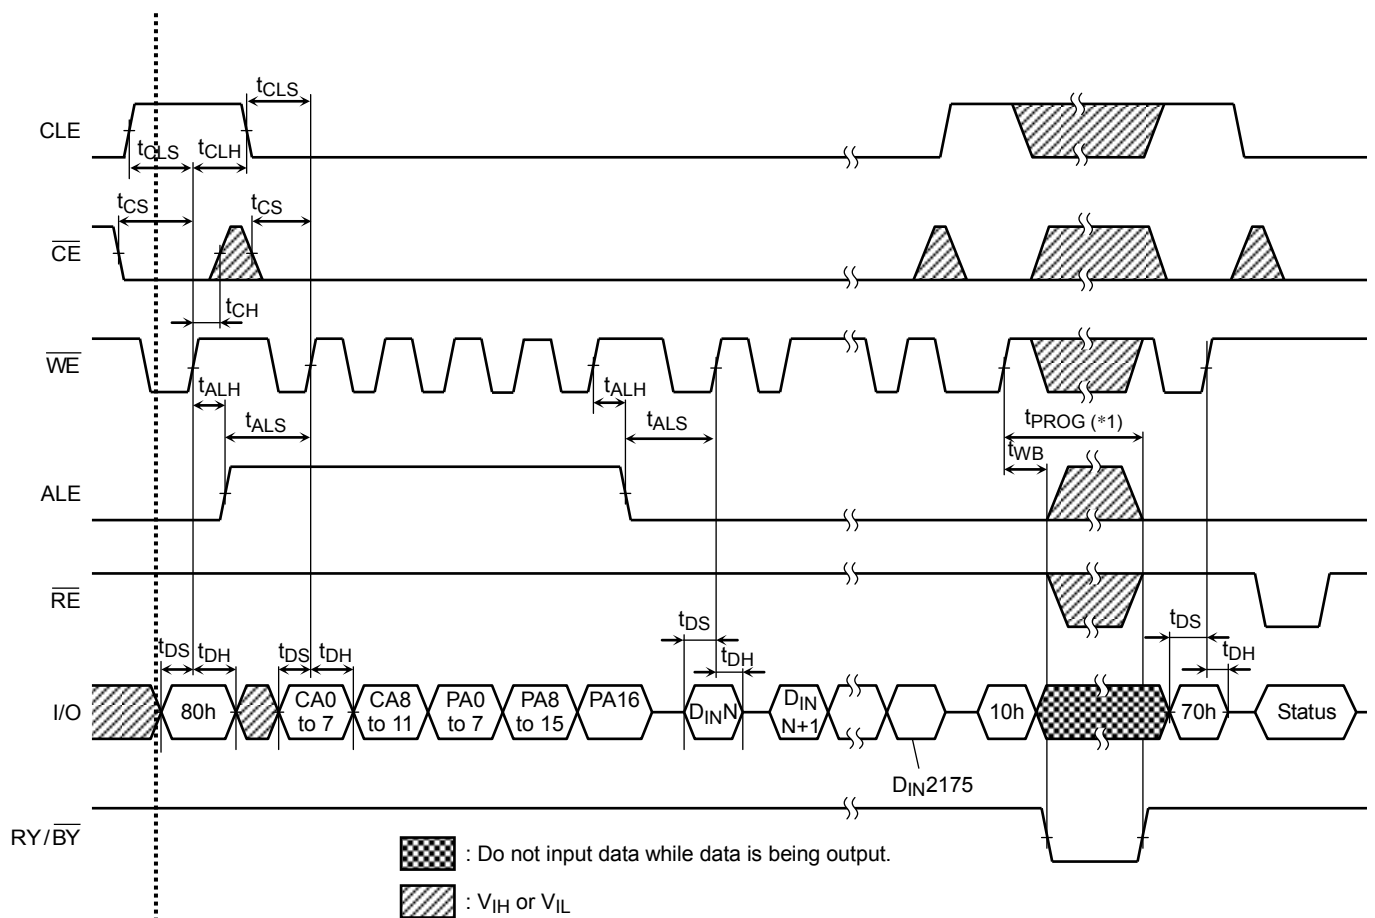 tCLS
CLE
tCLS tCLH
tCS tCS
CE
tCH
WE
tALH tALH
tALS tALS tPROG (*1)
tWB
ALE
RE
tDS tDH tDS tDH tDS tDH tDS tDH
I/O 80h CA0 to 7 CA8 to 11 PA0 to 7 PA8 to 15 PA16 DINN DIN N+1 10h 70h Status
DIN2175
RY/BY
: Do not input data while data is being output.
: VIH or VIL